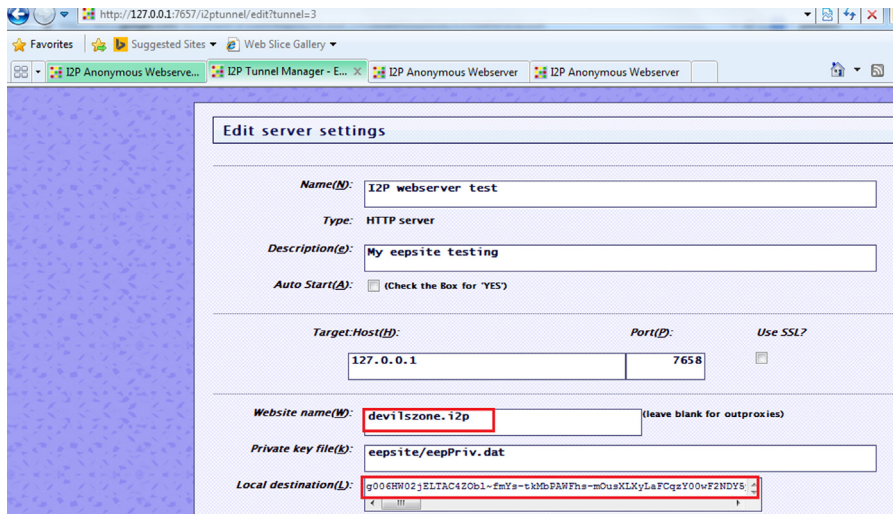 http://127.0.0.1:7657/i2ptunnel/edit?tunnel=3
Favorites Suggested Sites Web Slice Gallery
I2P Anonymous Webserve... I2P Tunnel Manager - E... I2P Anonymous Webserver I2P Anonymous Webserver
Edit server settings
Name(N): I2P webserver test
Type: HTTP server
Description(e): My eepsite testing
Auto Start(A): (Check the Box for 'YES')
Target:Host(H): Port(P): Use SSL?
127.0.0.1 7658
Website name(W): devilszone.i2p (leave blank for outproxies)
Private key file(k): eepsite/eepPriv.dat
Local destination(L): g006HW02jELTAC4ZOb1~fmYs-tkMbPAWFhs-mOusXLXyLaFCqzY00wF2NDY6